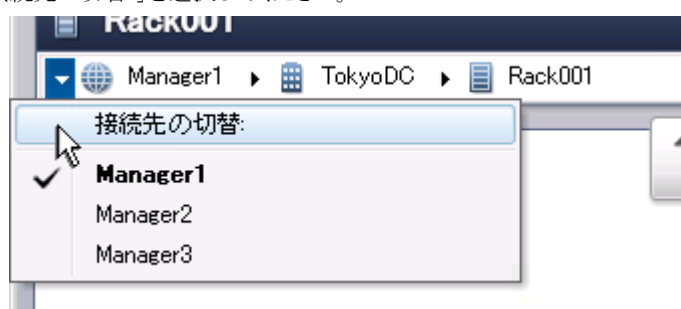 Rack001
Manager1 TokyoDC Rack001
接続先の切替:
Manager1
Manager2
Manager3